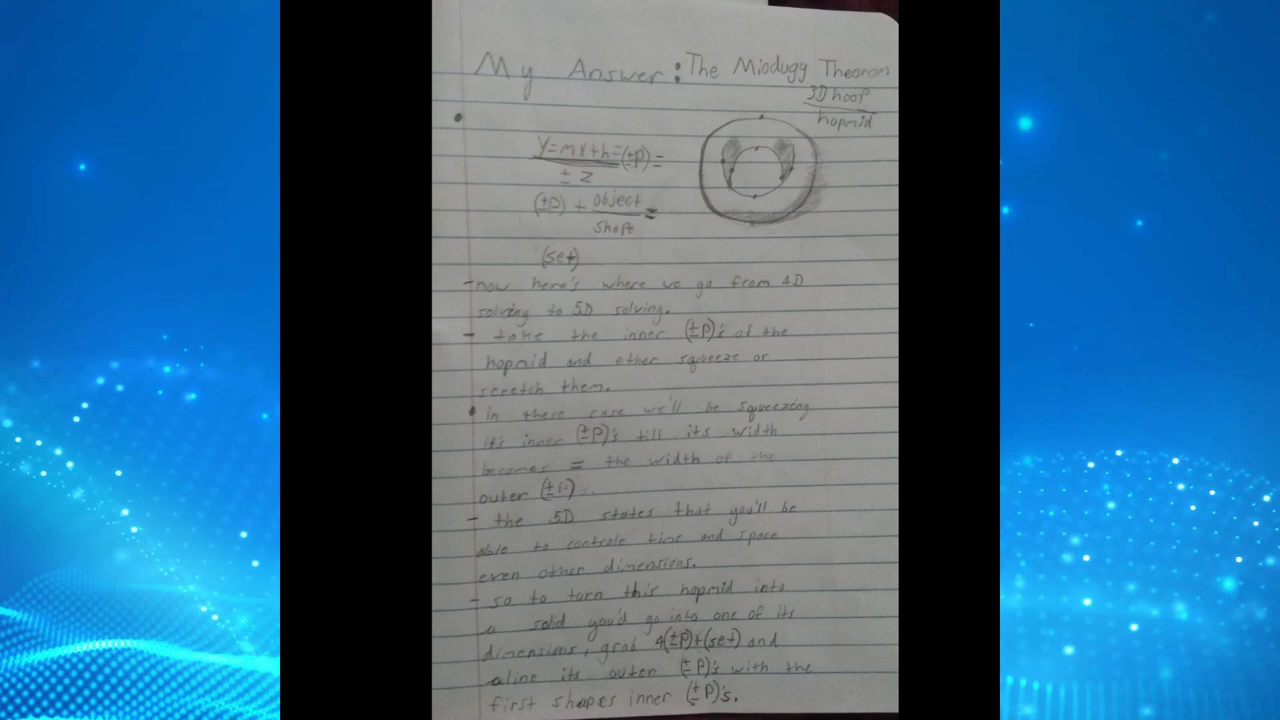 My Answer: The Miodugy Theorom
3D hoop
hopmid
y=mx+h=(±P)=
± z
(±P) + object =
shape
(set)
- now here's where we go from 4D
solving to 5D solving.
- take the inner (±P)'s of the
hopmid and ether squeeze or
scretch them.
• In there case we'll be squeezing
it's inner (±P)'s till its width
becomes = the width of the
outer (±P).
- the 5D states that you'll be
able to controle time and space
even other dimensions.
- so to turn this hopmid into
a solid you'd go into one of its
dimensions, grab 4(±P)+(set) and
aline its outer (±P)'s with the
first shapes inner (±P)'s.